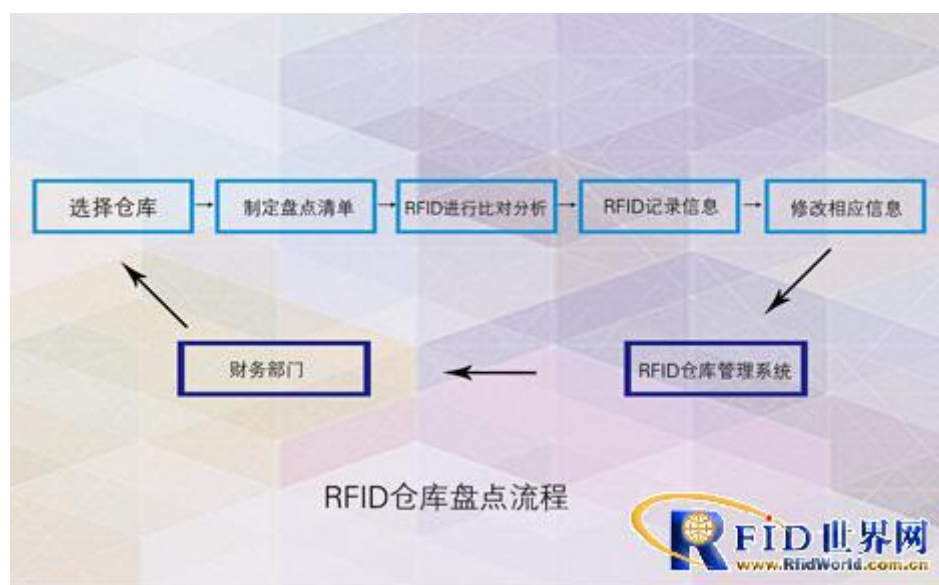 选择仓库
制定盘点清单
RFID进行比对分析
RFID记录信息
修改相应信息
RFID仓库管理系统
财务部门
RFID仓库盘点流程
RFID世界网
www.RfidWorld.com.cn